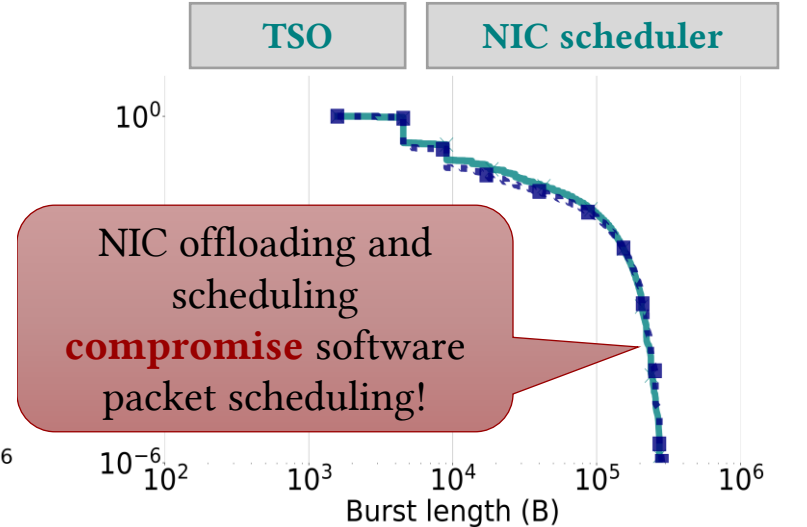 TSO
NIC scheduler
10⁰
NIC offloading and
scheduling
compromise software
packet scheduling!
6
10⁻⁶
10² 10³ 10⁴ 10⁵ 10⁶
Burst length (B)